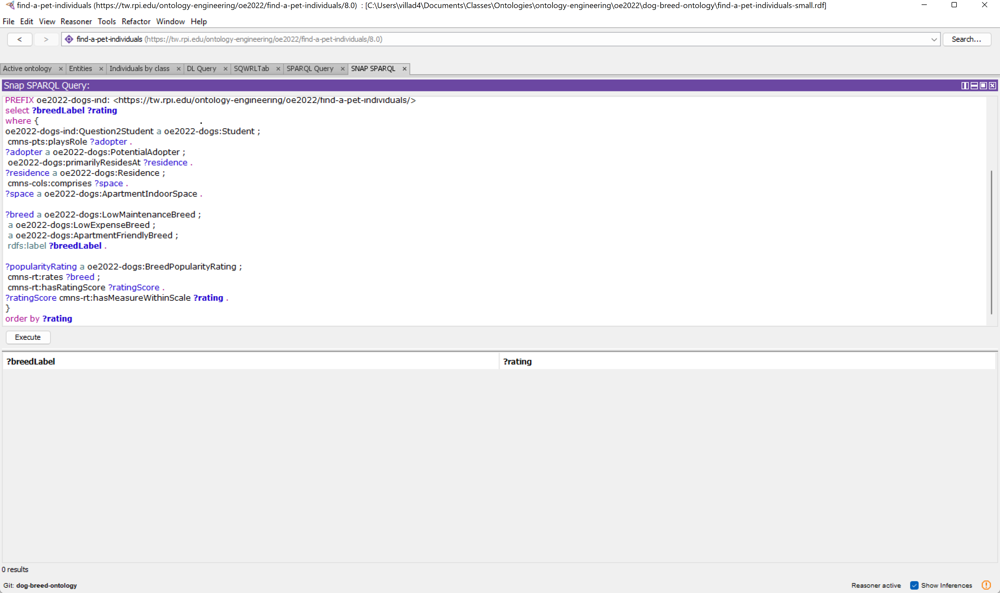 find-a-pet-individuals (https://tw.rpi.edu/ontology-engineering/oe2022/find-a-pet-individuals/8.0) : [C:\Users\villad4\Documents\Classes\Ontologies\ontology-engineering\oe2022\dog-breed-ontology\find-a-pet-individuals-small.rdf]
File Edit View Reasoner Tools Refactor Window Help
< > find-a-pet-individuals (https://tw.rpi.edu/ontology-engineering/oe2022/find-a-pet-individuals/8.0) Search...
Active ontology × Entities × Individuals by class × DL Query × SQWRLTab × SPARQL Query × SNAP SPARQL ×
Snap SPARQL Query:
PREFIX oe2022-dogs-ind: <https://tw.rpi.edu/ontology-engineering/oe2022/find-a-pet-individuals/>
select ?breedLabel ?rating
where {
oe2022-dogs-ind:Question2Student a oe2022-dogs:Student ;
cmns-pts:playsRole ?adopter .
?adopter a oe2022-dogs:PotentialAdopter ;
oe2022-dogs:primarilyResidesAt ?residence .
?residence a oe2022-dogs:Residence ;
cmns-cols:comprises ?space .
?space a oe2022-dogs:ApartmentIndoorSpace .
?breed a oe2022-dogs:LowMaintenanceBreed ;
a oe2022-dogs:LowExpenseBreed ;
a oe2022-dogs:ApartmentFriendlyBreed ;
rdfs:label ?breedLabel .
?popularityRating a oe2022-dogs:BreedPopularityRating ;
cmns-rt:rates ?breed ;
cmns-rt:hasRatingScore ?ratingScore .
?ratingScore cmns-rt:hasMeasureWithinScale ?rating .
}
order by ?rating
Execute
?breedLabel ?rating
0 results
Git: dog-breed-ontology Reasoner active Show Inferences